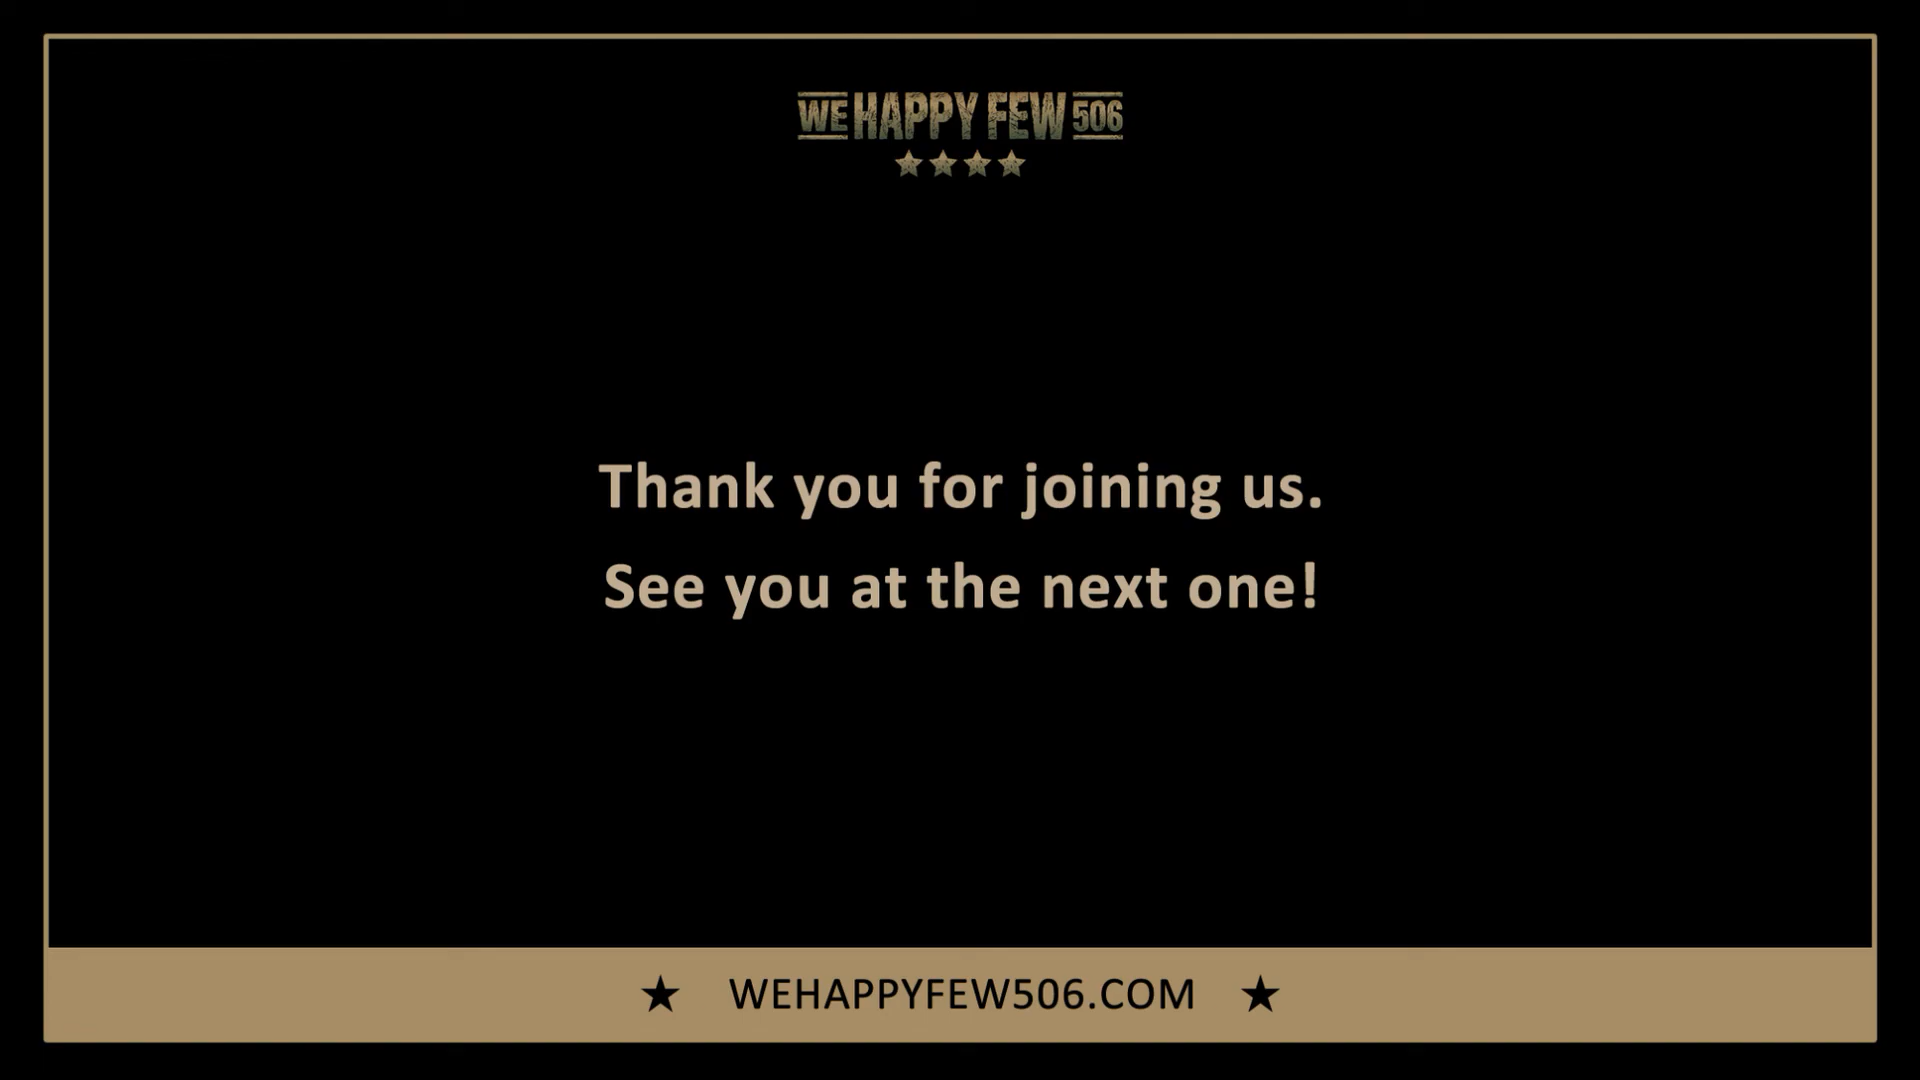 WE HAPPY FEW 506
Thank you for joining us.
See you at the next one!
WEHAPPYFEW506.COM